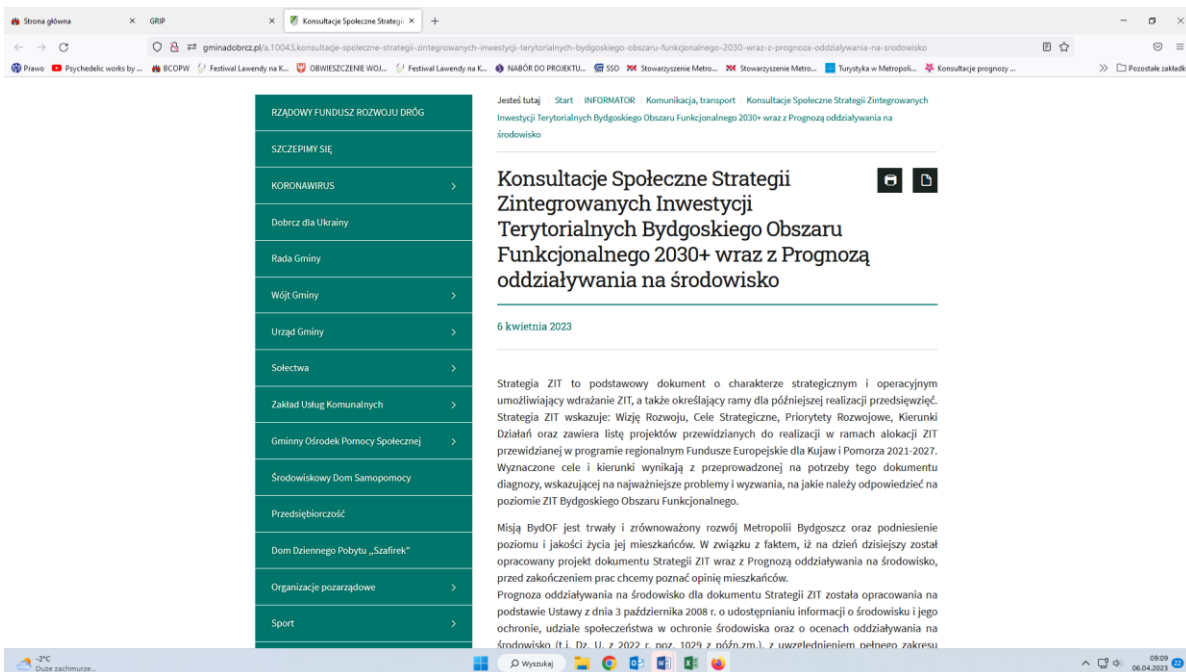 Strona główna
GRIP
Konsultacje Społeczne Strategii
gminadobrcz.pl/a,10043,konsultacje-spoleczne-strategii-zintegrowanych-inwestycji-terytorialnych-bydgoskiego-obszaru-funkcjonalnego-2030-wraz-z-prognoza-oddzialywania-na-srodowisko
Prawo
Psychedelic works by ...
BCOPW
Festiwal Lawendy na K...
OBWIESZCZENIE WOJ...
Festiwal Lawendy na K...
NABÓR DO PROJEKTU...
SSO
Stowarzyszenie Metro...
Stowarzyszenie Metro...
Turystyka w Metropoli...
Konsultacje prognozy ...
Pozostałe zakładk
RZĄDOWY FUNDUSZ ROZWOJU DRÓG
SZCZEPIMY SIĘ
KORONAWIRUS
Dobrcz dla Ukrainy
Rada Gminy
Wójt Gminy
Urząd Gminy
Sołectwa
Zakład Usług Komunalnych
Gminny Ośrodek Pomocy Społecznej
Środowiskowy Dom Samopomocy
Przedsiębiorczość
Dom Dziennego Pobytu ,,Szafirek"
Organizacje pozarządowe
Sport
Jesteś tutaj / Start / INFORMATOR / Komunikacja, transport / Konsultacje Społeczne Strategii Zintegrowanych
Inwestycji Terytorialnych Bydgoskiego Obszaru Funkcjonalnego 2030+ wraz z Prognozą oddziaływania na
środowisko
Konsultacje Społeczne Strategii
Zintegrowanych Inwestycji
Terytorialnych Bydgoskiego Obszaru
Funkcjonalnego 2030+ wraz z Prognozą
oddziaływania na środowisko
6 kwietnia 2023
Strategia ZIT to podstawowy dokument o charakterze strategicznym i operacyjnym
umożliwiający wdrażanie ZIT, a także określający ramy dla późniejszej realizacji przedsięwzięć.
Strategia ZIT wskazuje: Wizję Rozwoju, Cele Strategiczne, Priorytety Rozwojowe, Kierunki
Działań oraz zawiera listę projektów przewidzianych do realizacji w ramach alokacji ZIT
przewidzianej w programie regionalnym Fundusze Europejskie dla Kujaw i Pomorza 2021-2027.
Wyznaczone cele i kierunki wynikają z przeprowadzonej na potrzeby tego dokumentu
diagnozy, wskazującej na najważniejsze problemy i wyzwania, na jakie należy odpowiedzieć na
poziomie ZIT Bydgoskiego Obszaru Funkcjonalnego.
Misją BydOF jest trwały i zrównoważony rozwój Metropolii Bydgoszcz oraz podniesienie
poziomu i jakości życia jej mieszkańców. W związku z faktem, iż na dzień dzisiejszy został
opracowany projekt dokumentu Strategii ZIT wraz z Prognozą oddziaływania na środowisko,
przed zakończeniem prac chcemy poznać opinię mieszkańców.
Prognoza oddziaływania na środowisko dla dokumentu Strategii ZIT została opracowania na
podstawie Ustawy z dnia 3 października 2008 r. o udostępnianiu informacji o środowisku i jego
ochronie, udziale społeczeństwa w ochronie środowiska oraz o ocenach oddziaływania na
środowisko (t.j. Dz. U. z 2022 r. poz. 1029 z późn.zm.), z uwzględnieniem pełnego zakresu
-2°C
Duże zachmurze...
Wyszukaj
09:09
06.04.2023
22